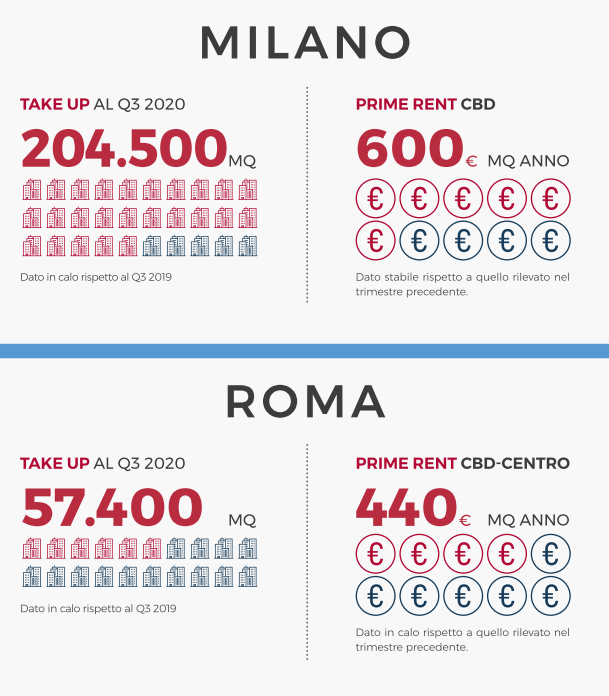 MILANO
TAKE UP AL Q3 2020
204.500 MQ
Dato in calo rispetto al Q3 2019
PRIME RENT CBD
600 € MQ ANNO
€ € € € €
€ € € € €
Dato stabile rispetto a quello rilevato nel
trimestre precedente.
ROMA
TAKE UP AL Q3 2020
57.400 MQ
Dato in calo rispetto al Q3 2019
PRIME RENT CBD-CENTRO
440 € MQ ANNO
€ € € € €
€ € € € €
Dato in calo rispetto a quello rilevato nel
trimestre precedente.